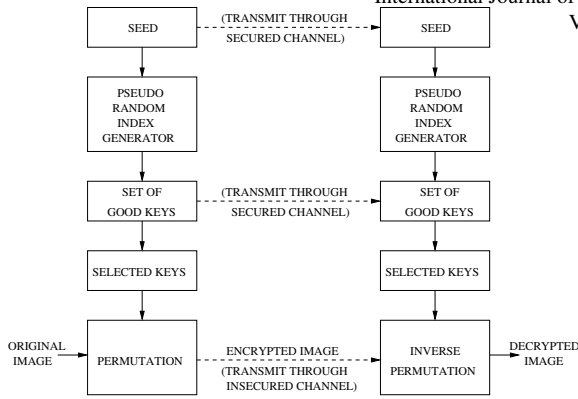 International Journal of
V
SEED
(TRANSMIT THROUGH
SECURED CHANNEL)
SEED
PSEUDO
RANDOM
INDEX
GENERATOR
PSEUDO
RANDOM
INDEX
GENERATOR
SET OF
GOOD KEYS
(TRANSMIT THROUGH
SECURED CHANNEL)
SET OF
GOOD KEYS
SELECTED KEYS
SELECTED KEYS
ORIGINAL
IMAGE
PERMUTATION
ENCRYPTED IMAGE
(TRANSMIT THROUGH
INSECURED CHANNEL)
INVERSE
PERMUTATION
DECRYPTED
IMAGE